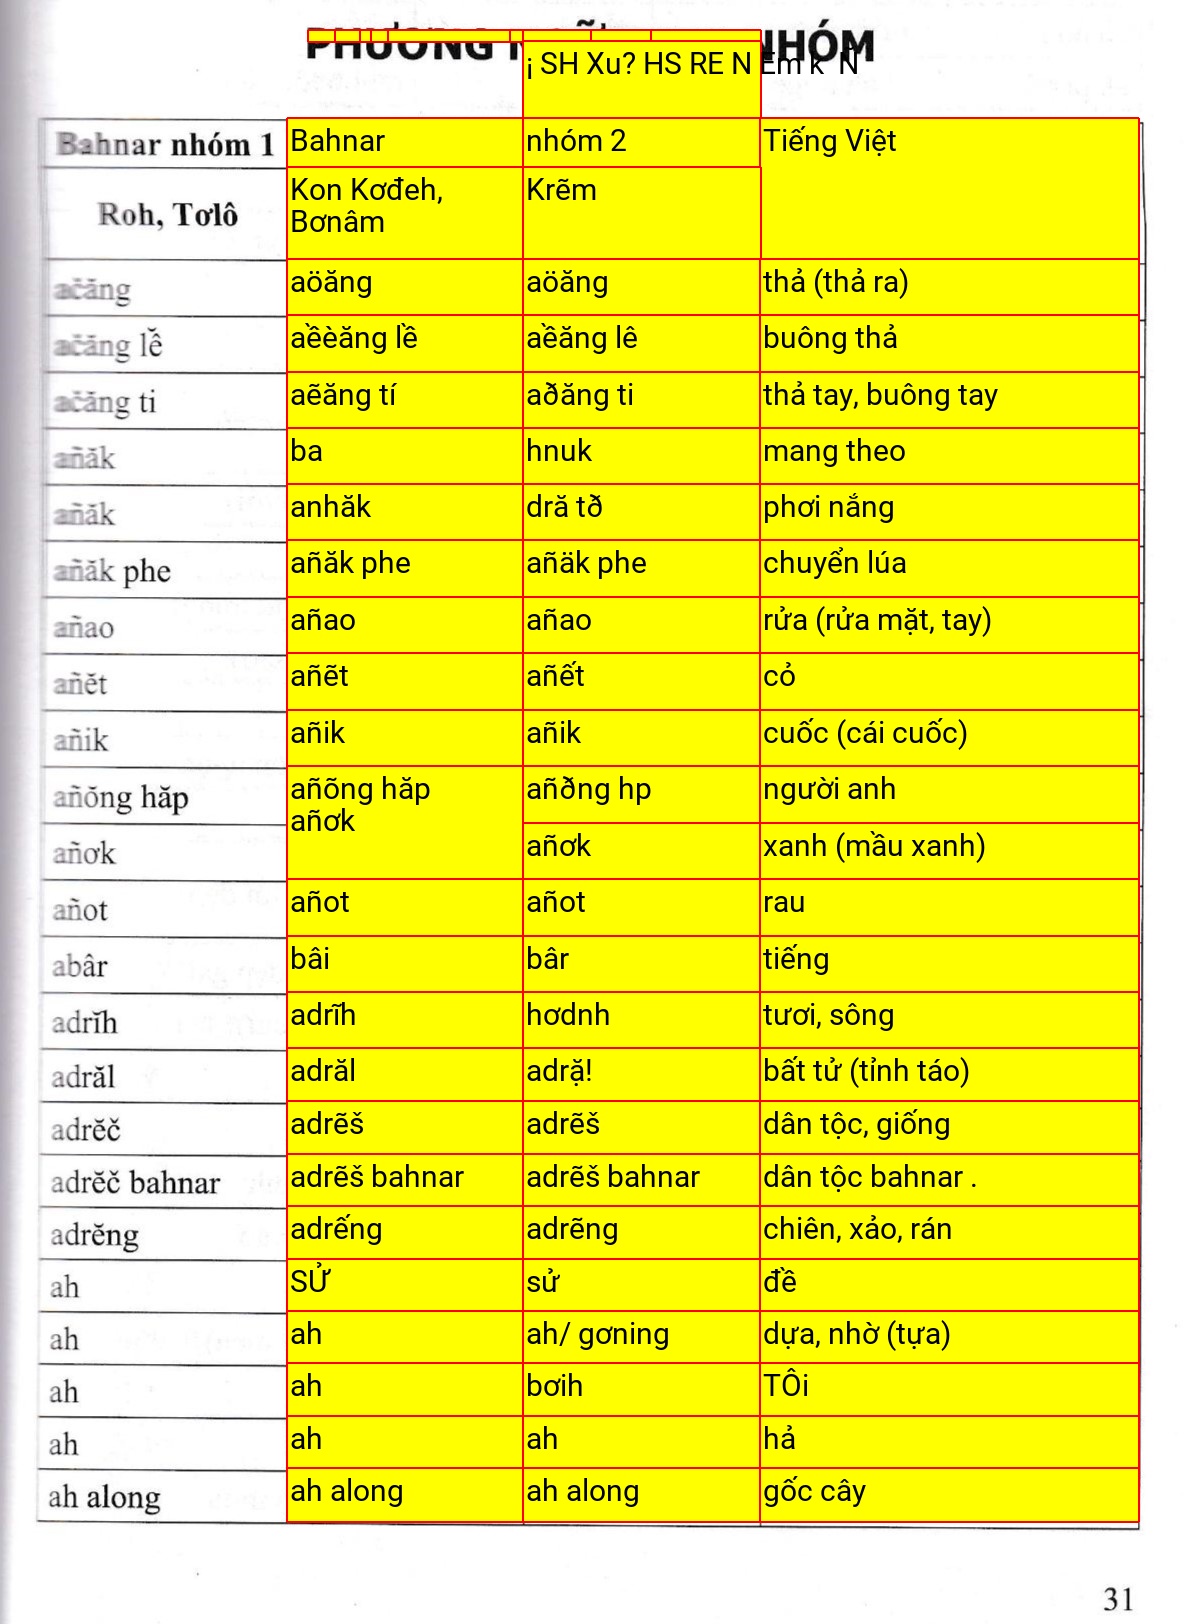 PHƯƠNG NHÓM
¡ SH Xu? HS RE N Em k N
Bahnar nhóm 1 Bahnar nhóm 2 Tiếng Việt
Roh, Tơlô Kon Kơđeh, Bơnâm Krẽm
ačăng aöăng aöăng thả (thả ra)
ačăng lê̆ aềèăng lề aềăng lê buông thả
ačăng ti aẽăng tí aðăng ti thả tay, buông tay
añăk ba hnuk mang theo
añăk anhăk dră tð phơi nắng
añăk phe añăk phe añäk phe chuyển lúa
añao añao añao rửa (rửa mặt, tay)
añĕt añẽt añết cỏ
añik añik añik cuốc (cái cuốc)
añŏng hăp añõng hăp añðng hp người anh
añơk añơk añơk xanh (mầu xanh)
añot añot añot rau
abâr bâi bâr tiếng
adrĭh adrĩh hơdnh tươi, sông
adrăl adrăl adrặ! bất tử (tỉnh táo)
adrĕč adrẽš adrẽš dân tộc, giống
adrĕč bahnar adrẽš bahnar adrẽš bahnar dân tộc bahnar .
adrĕng adrếng adrẽng chiên, xảo, rán
ah SỬ sử đề
ah ah ah/ gơning dựa, nhờ (tựa)
ah ah bơih TÔi
ah ah ah hả
ah along ah along ah along gốc cây
31